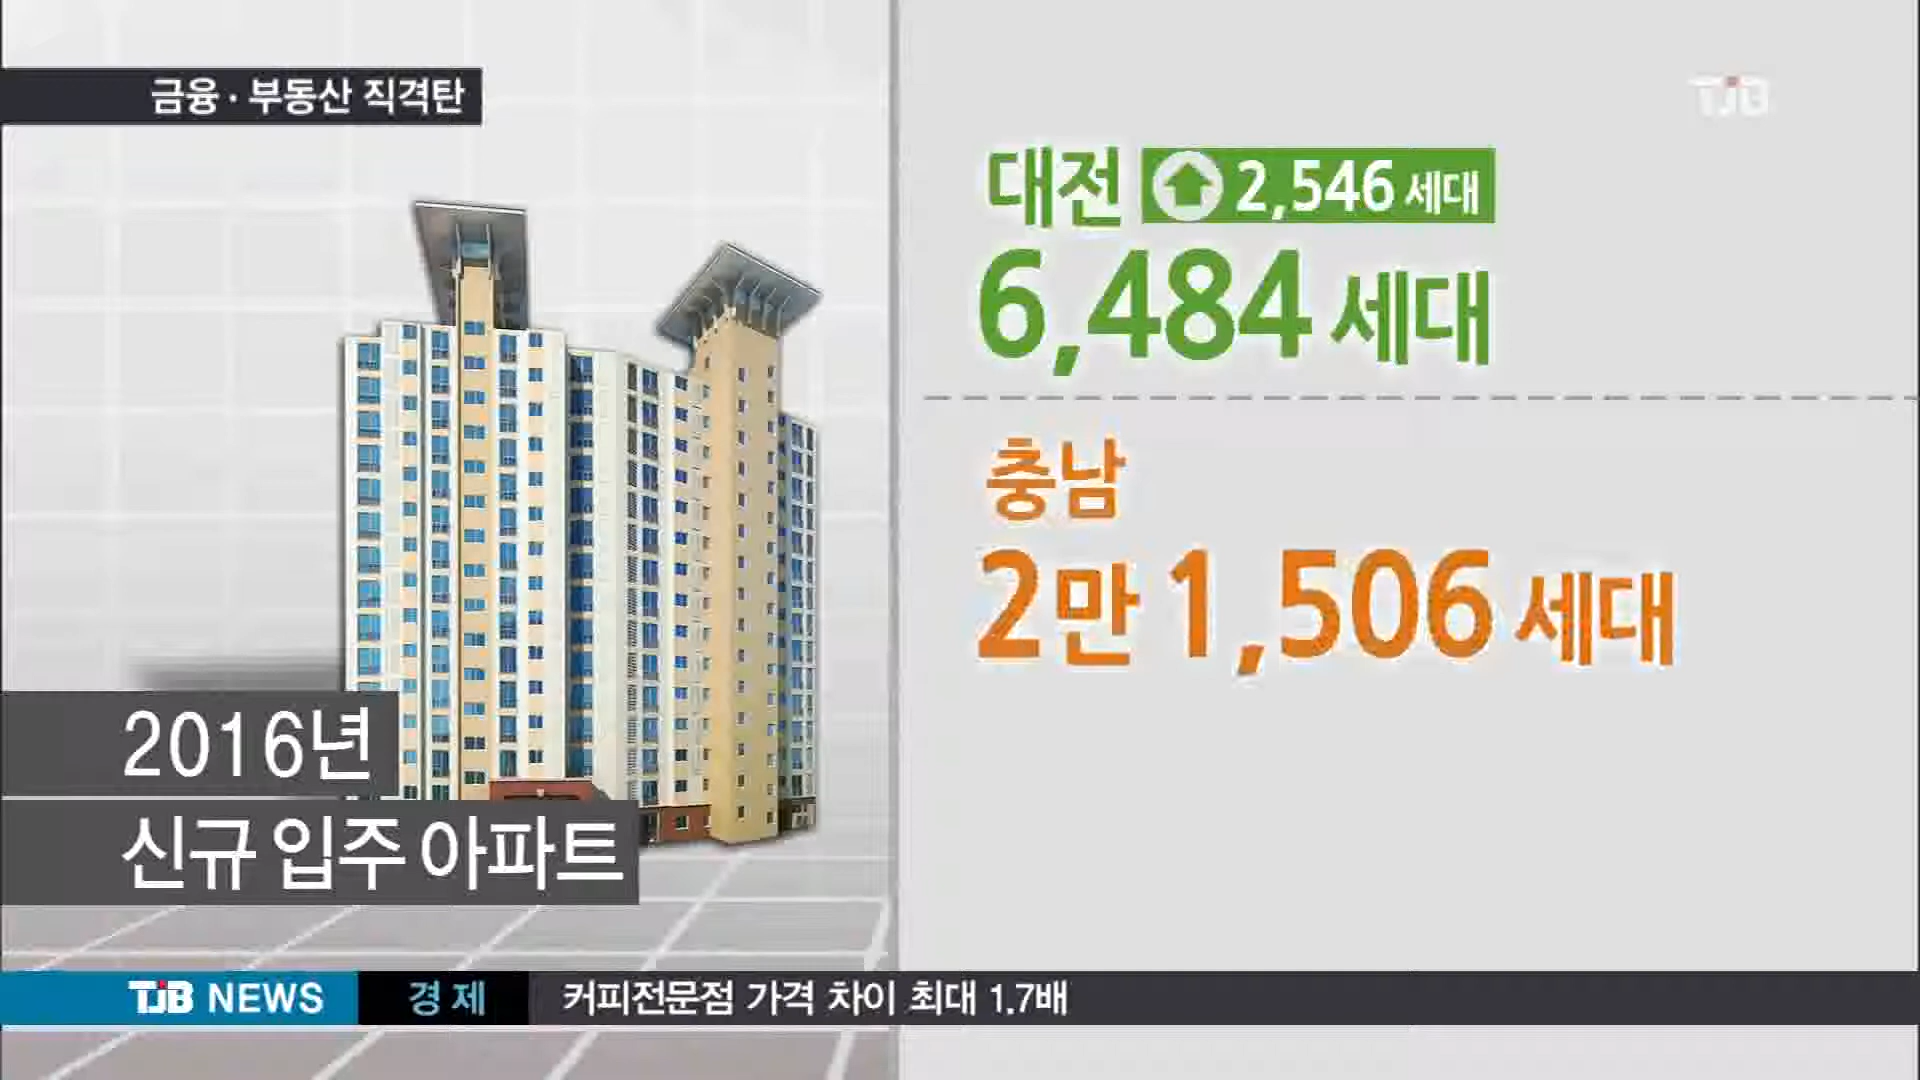 금융·부동산 직격탄
TJB
대전 2,546 세대
6,484 세대
충남
2만 1,506 세대
2016년
신규 입주 아파트
TJB NEWS 경제 커피전문점 가격 차이 최대 1.7배